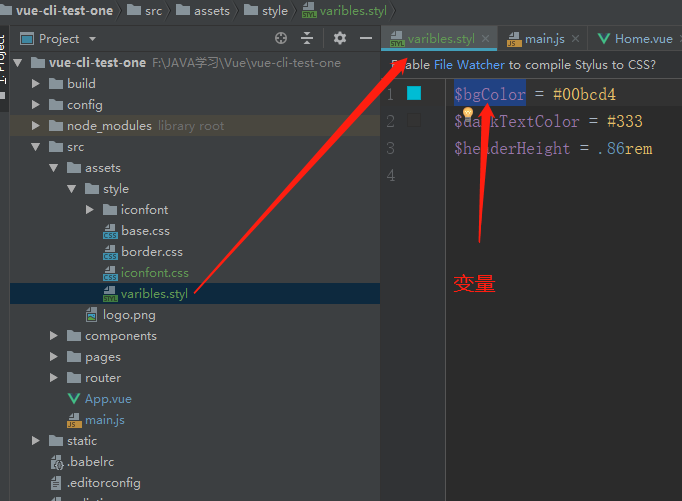 vue-cli-test-one src assets style varibles.styl
Project
varibles.styl main.js Home.vue
1: Project
vue-cli-test-one F:\JAVA学习\Vue\vue-cli-test-one
build
config
node_modules library root
src
assets
style
iconfont
base.css
border.css
iconfont.css
varibles.styl
logo.png
components
pages
router
App.vue
main.js
static
.babelrc
.editorconfig
Enable File Watcher to compile Stylus to CSS?
1 $bgColor = #00bcd4
2 $darkTextColor = #333
3 $headerHeight = .86rem
4
变量